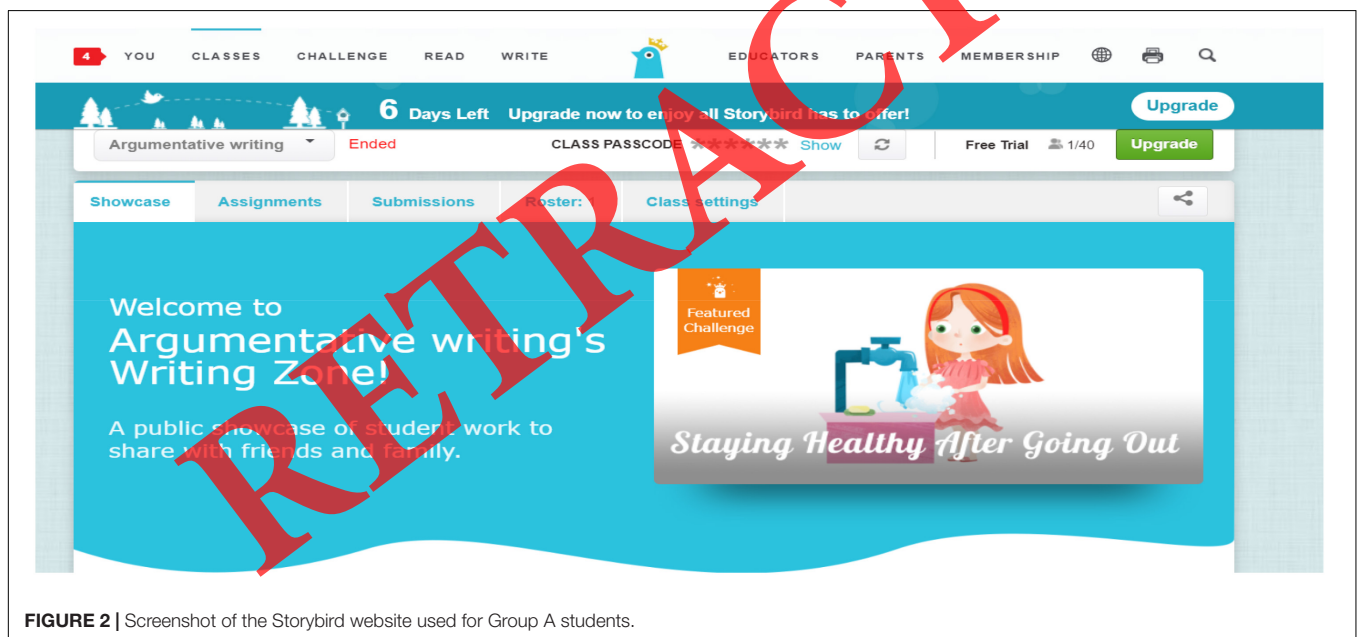 4 YOU CLASSES CHALLENGE READ WRITE EDUCATORS PARENTS MEMBERSHIP
6 Days Left Upgrade now to enjoy all Storybird has to offer! Upgrade
Argumentative writing Ended CLASS PASSCODE ****** Show Free Trial 1/40 Upgrade
Showcase Assignments Submissions Roster: 1 Class settings
Welcome to
Argumentative writing's
Writing Zone!
A public showcase of student work to
share with friends and family.
Featured
Challenge
Staying Healthy After Going Out
RETRACT
FIGURE 2 | Screenshot of the Storybird website used for Group A students.